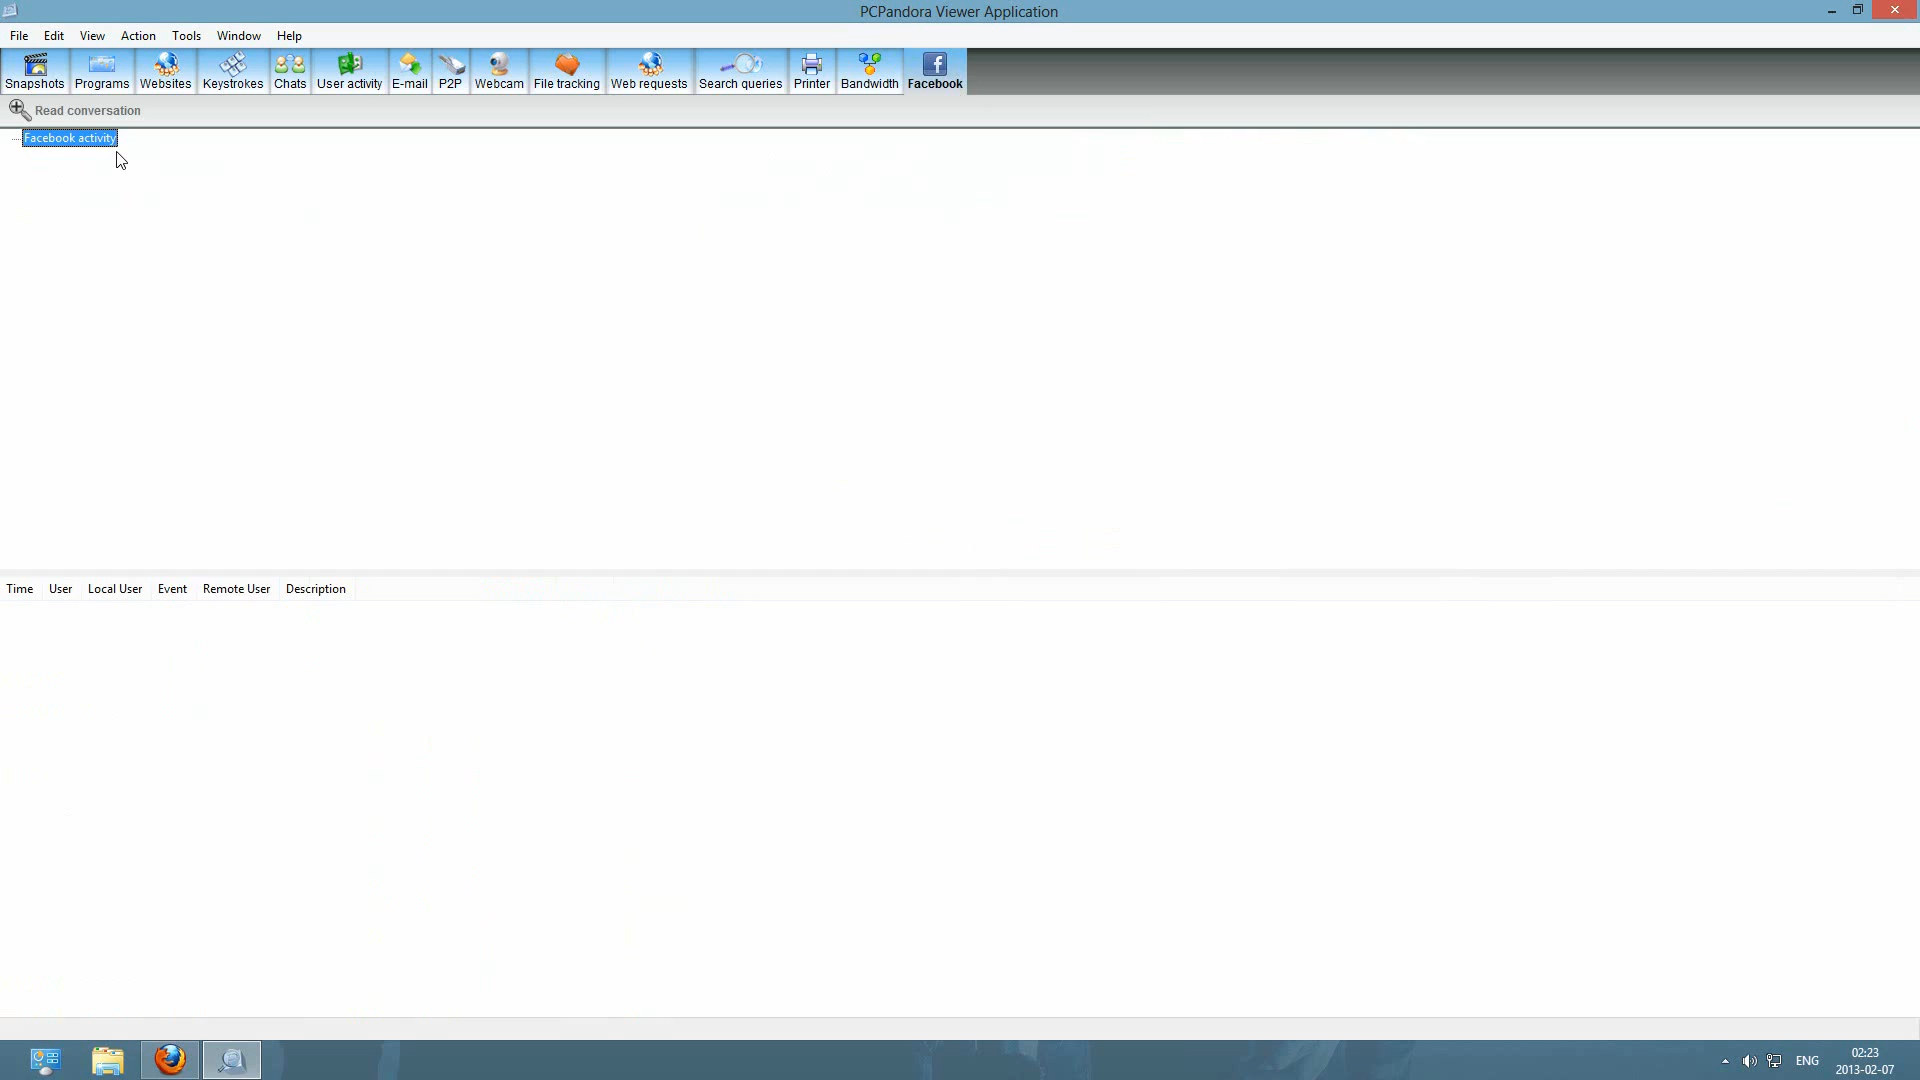 PCPandora Viewer Application
File Edit View Action Tools Window Help
Snapshots Programs Websites Keystrokes Chats User activity E-mail P2P Webcam File tracking Web requests Search queries Printer Bandwidth Facebook
Read conversation
Facebook activity
Time User Local User Event Remote User Description
ENG
02:23
2013-02-07